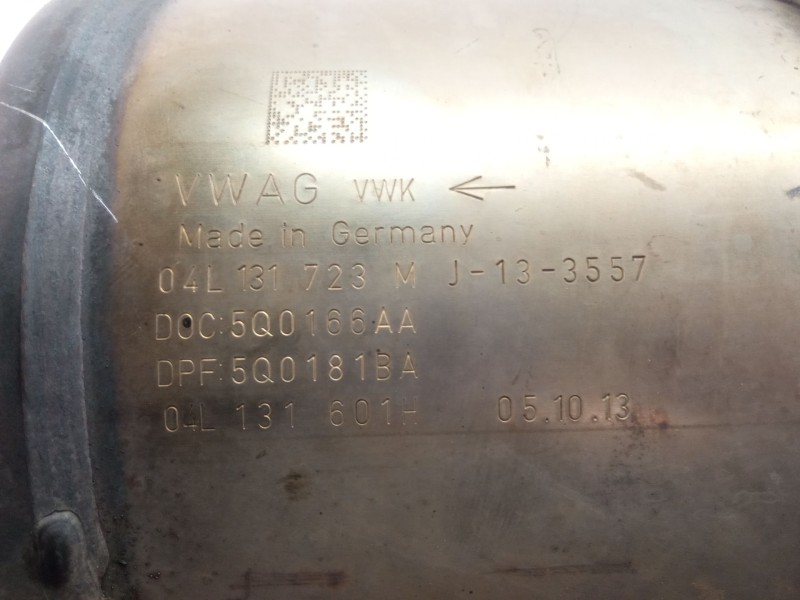 VWAG VWK ←
Made in Germany
04L 131 723 M J-13-3557
DOC:5Q0166AA
DPF:5Q0181BA
04L 131 601H 05.10.13